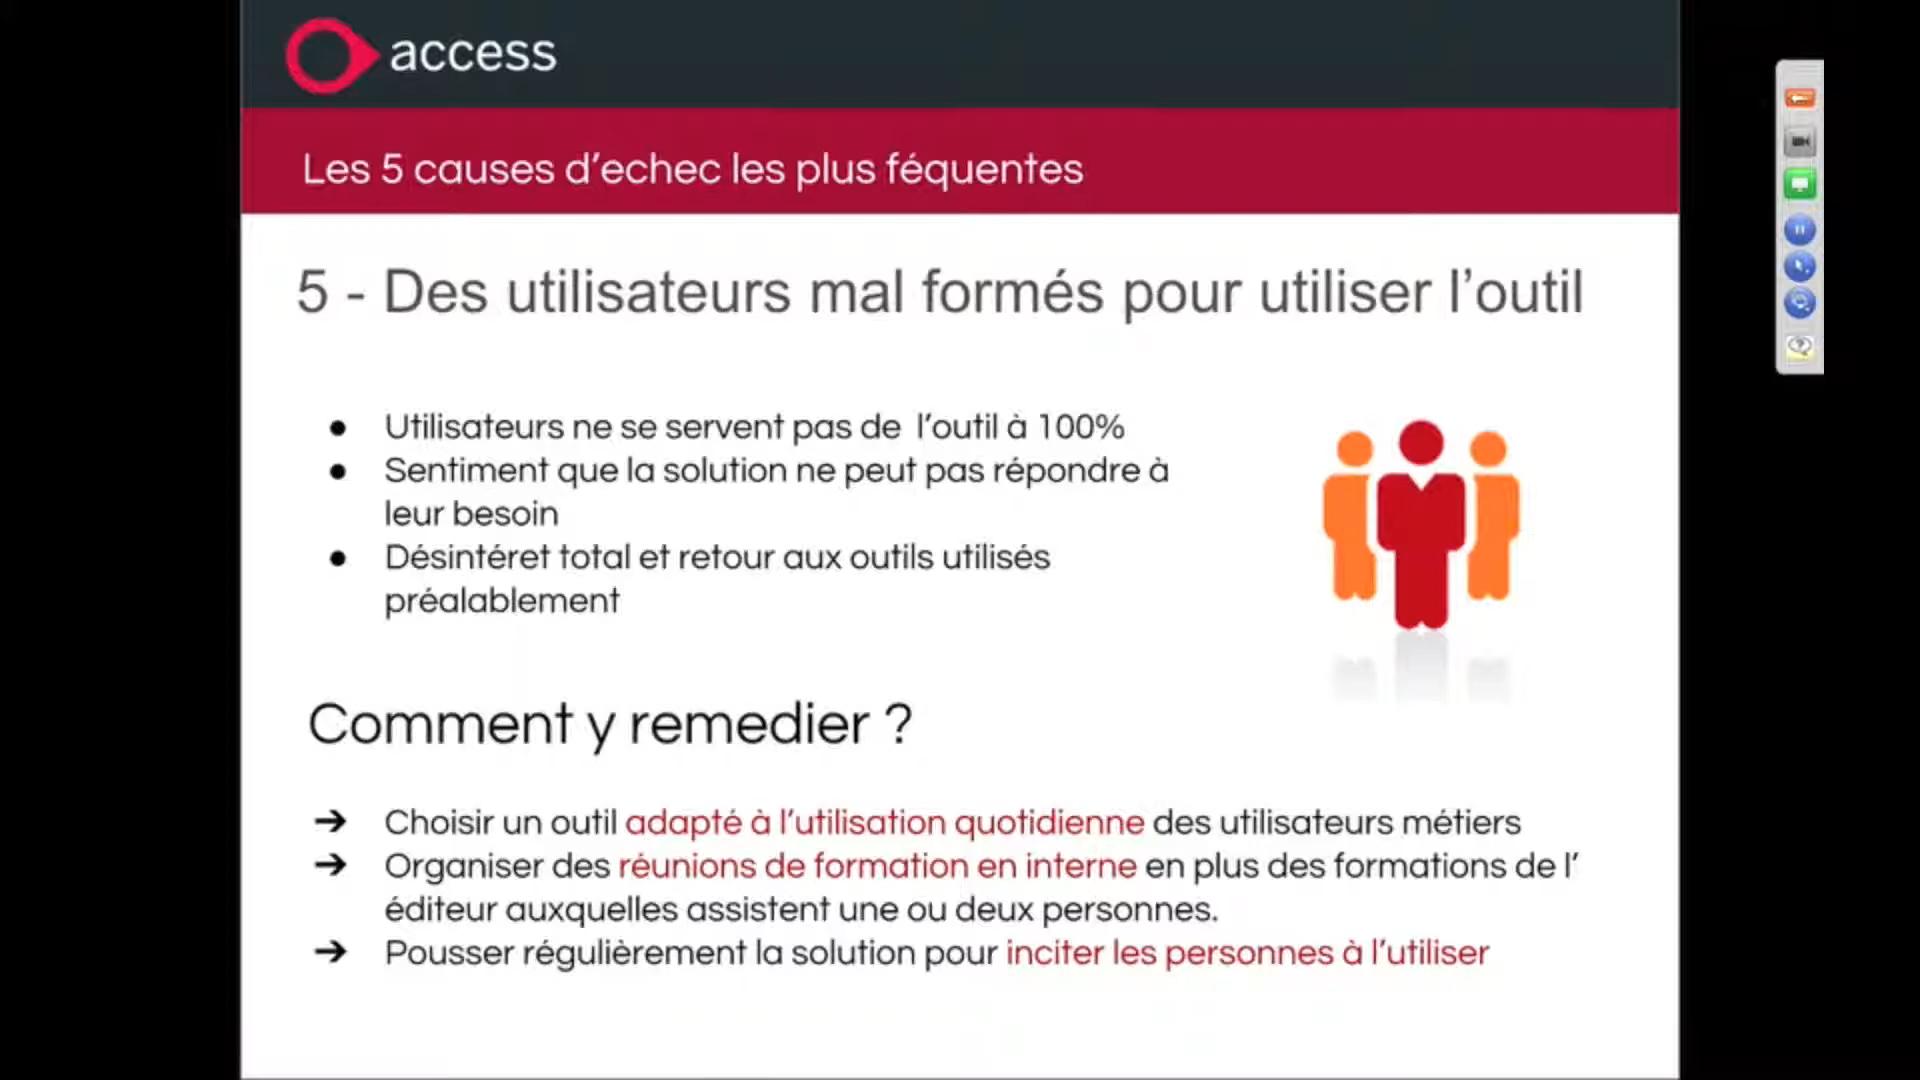 access
Les 5 causes d’echec les plus féquentes
5 - Des utilisateurs mal formés pour utiliser l’outil
● Utilisateurs ne se servent pas de l’outil à 100%
● Sentiment que la solution ne peut pas répondre à
leur besoin
● Désintéret total et retour aux outils utilisés
préalablement
Comment y remedier ?
➔ Choisir un outil adapté à l’utilisation quotidienne des utilisateurs métiers
➔ Organiser des réunions de formation en interne en plus des formations de l’
éditeur auxquelles assistent une ou deux personnes.
➔ Pousser régulièrement la solution pour inciter les personnes à l’utiliser